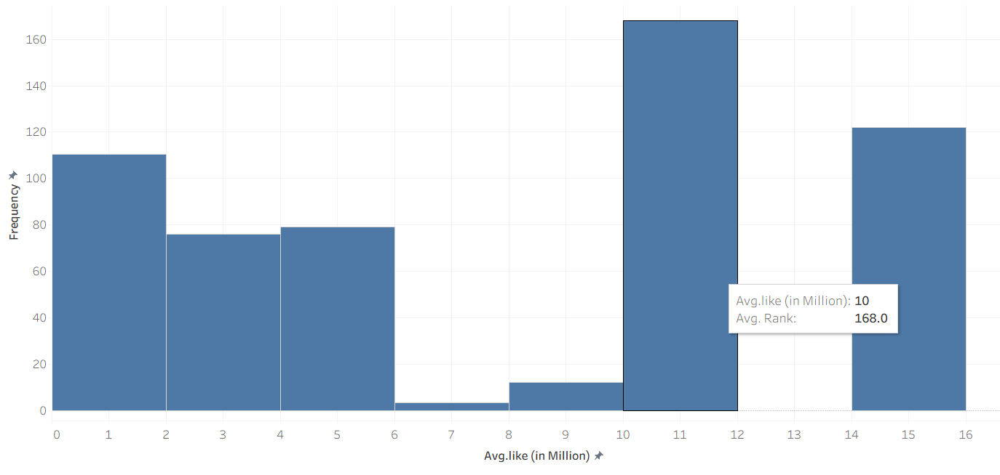 160
140
120
100
80
60
40
20
0
Frequency
Avg.like (in Million): 10
Avg. Rank: 168.0
0 1 2 3 4 5 6 7 8 9 10 11 12 13 14 15 16
Avg.like (in Million)